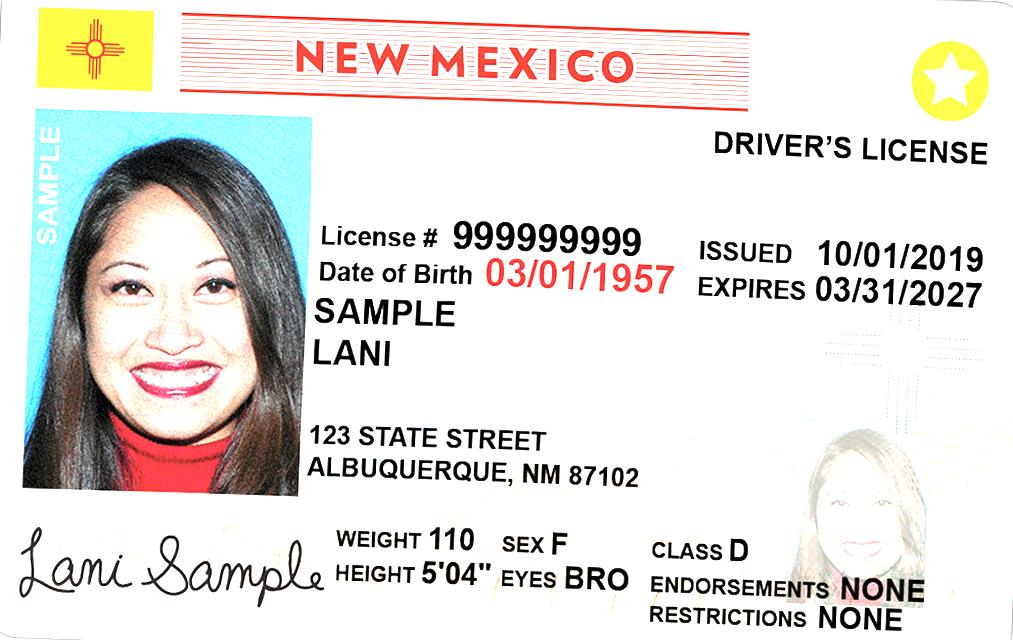 NEW MEXICO
DRIVER'S LICENSE
SAMPLE
License # 999999999
Date of Birth 03/01/1957
ISSUED 10/01/2019
EXPIRES 03/31/2027
SAMPLE
LANI
123 STATE STREET
ALBUQUERQUE, NM 87102
Lani Sample
WEIGHT 110 SEX F
HEIGHT 5'04" EYES BRO
CLASS D
ENDORSEMENTS NONE
RESTRICTIONS NONE